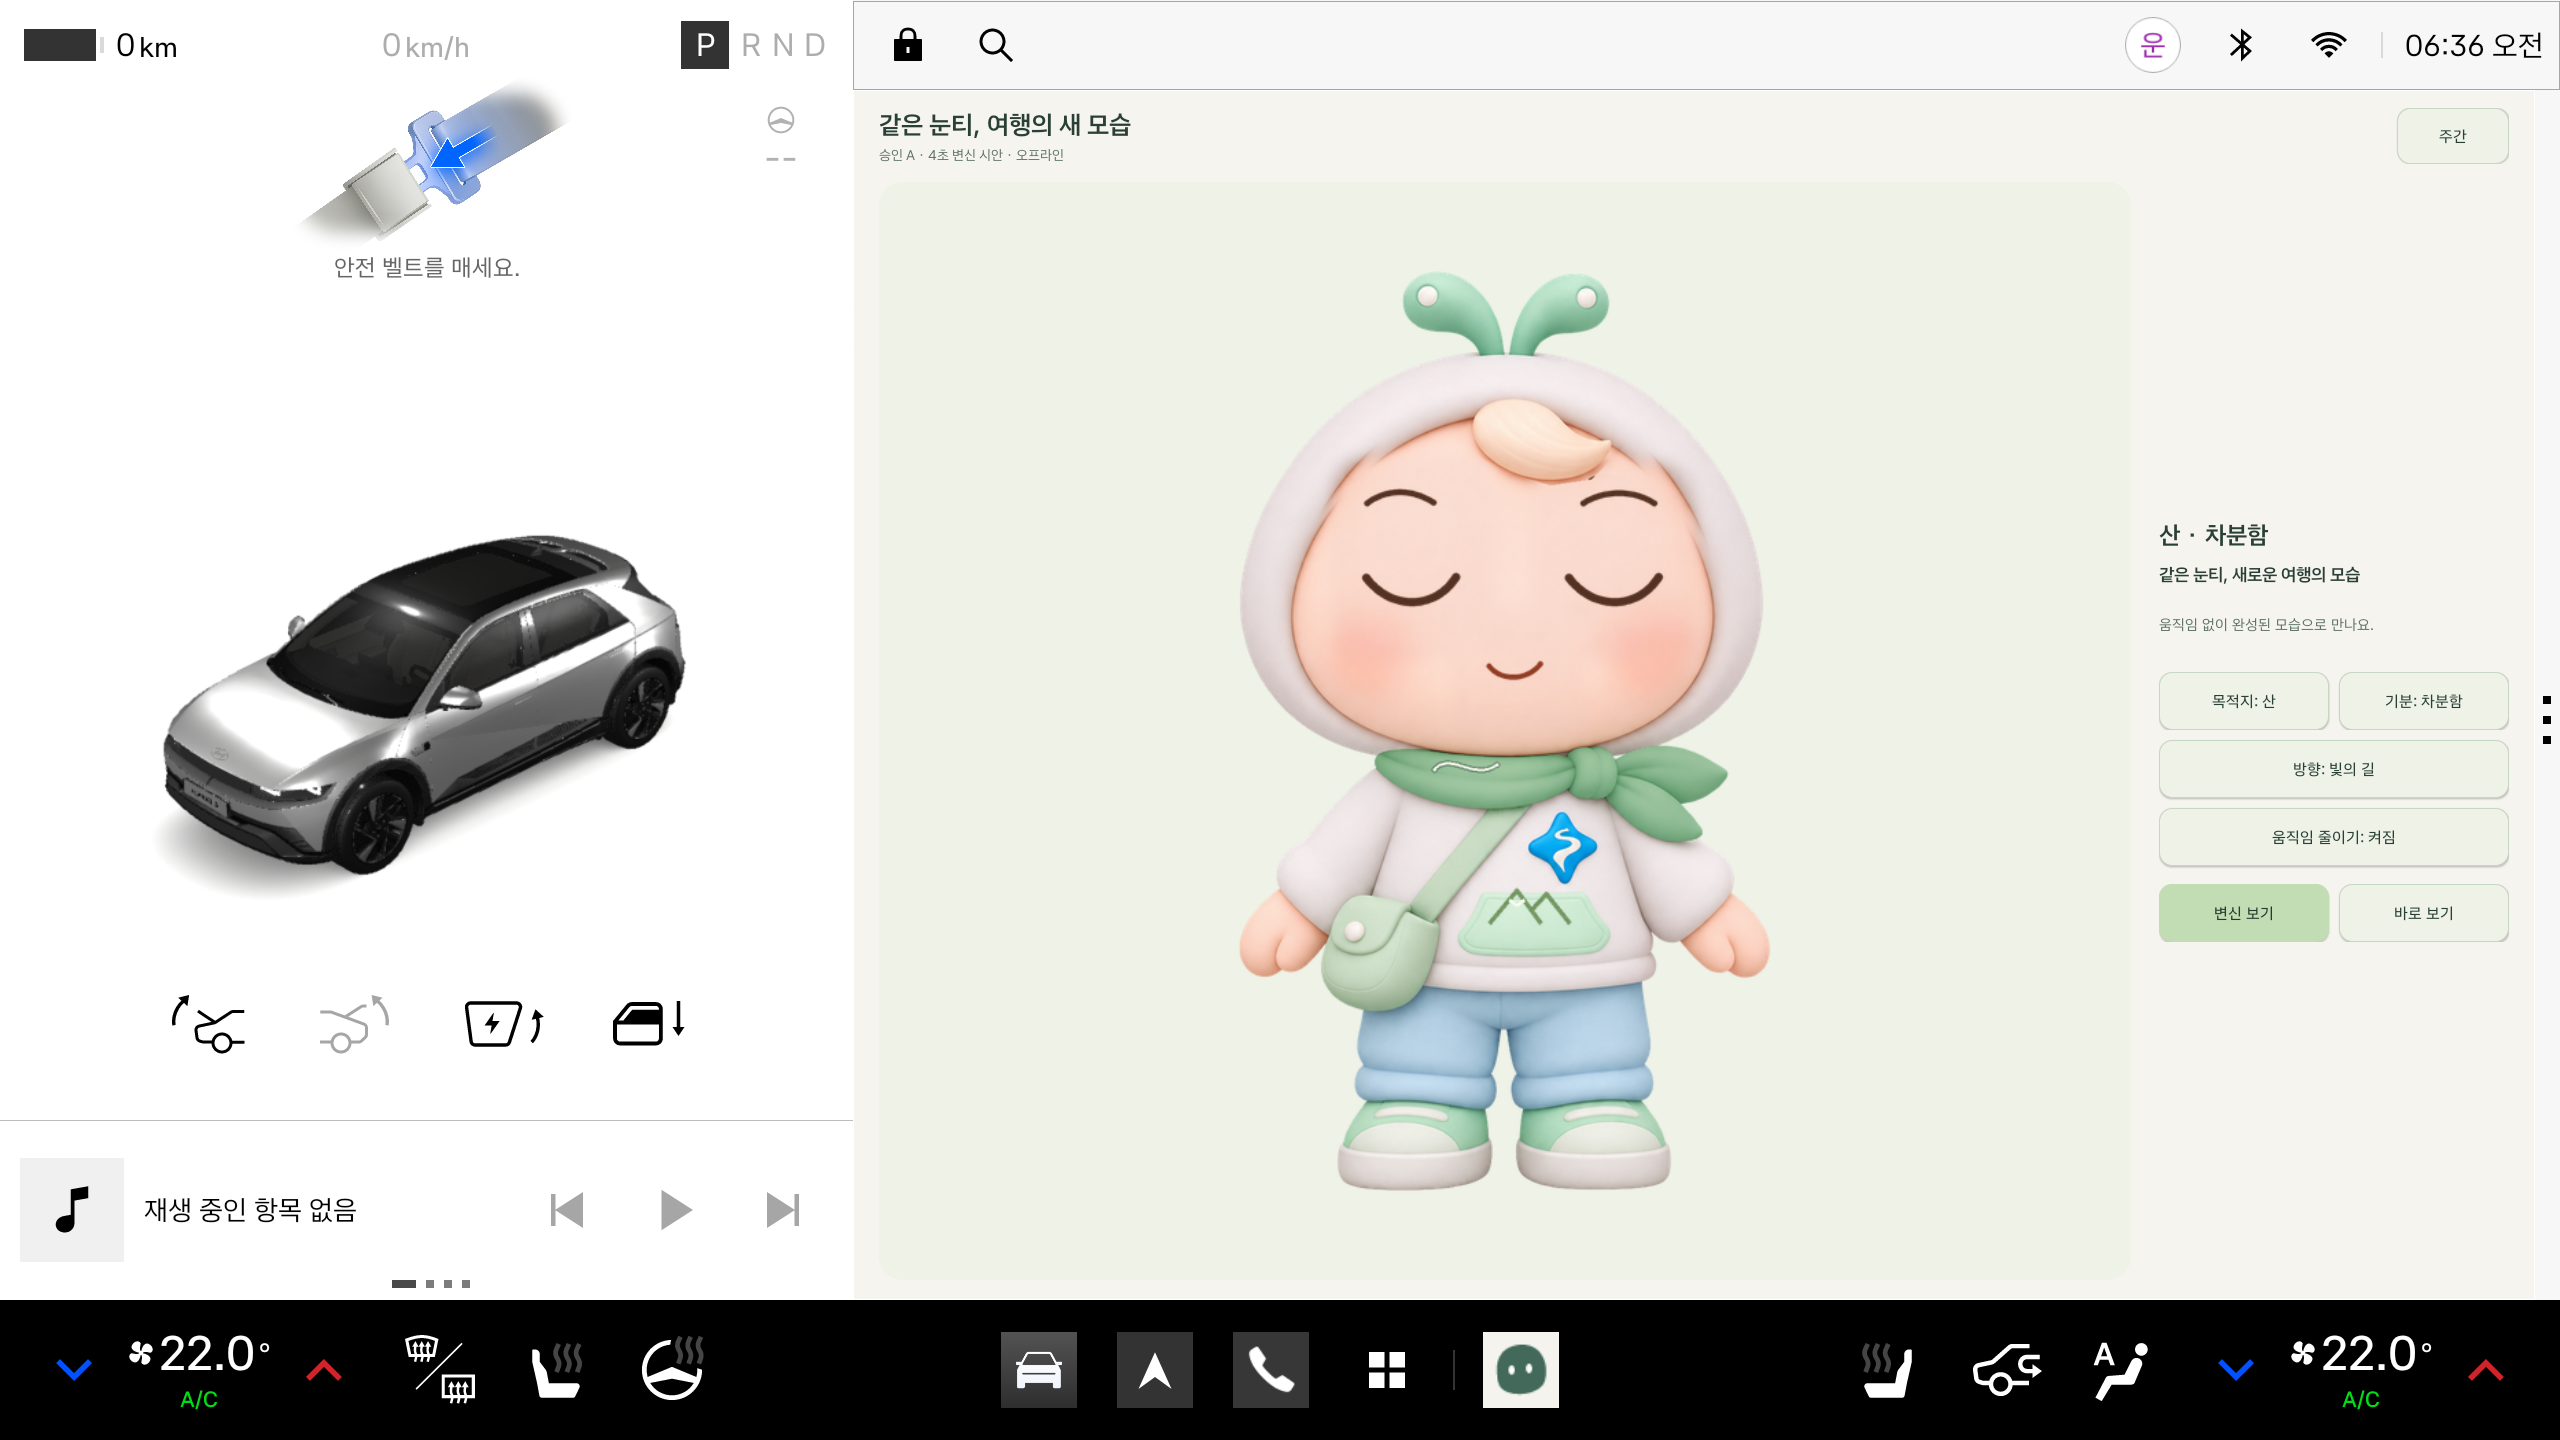 0 km
0 km/h
P R N D
안전 벨트를 매세요.
재생 중인 항목 없음
운
06:36 오전
같은 눈티, 여행의 새 모습
승인 A · 4초 변신 시안 · 오프라인
주간
산 · 차분함
같은 눈티, 새로운 여행의 모습
움직임 없이 완성된 모습으로 만나요.
목적지: 산
기분: 차분함
방향: 빛의 길
움직임 줄이기: 켜짐
변신 보기
바로 보기
22.0°
A/C
A
22.0°
A/C